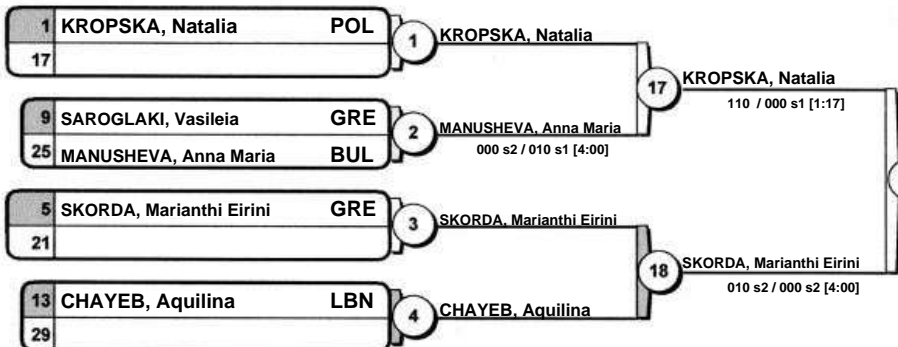 1 KROPSKA, Natalia POL
17
1 KROPSKA, Natalia
9 SAROGLAKI, Vasileia GRE
25 MANUSHEVA, Anna Maria BUL
2 MANUSHEVA, Anna Maria
000 s2 / 010 s1 [4:00]
17 KROPSKA, Natalia
110 / 000 s1 [1:17]
5 SKORDA, Marianthi Eirini GRE
21
3 SKORDA, Marianthi Eirini
13 CHAYEB, Aquilina LBN
29
4 CHAYEB, Aquilina
18 SKORDA, Marianthi Eirini
010 s2 / 000 s2 [4:00]